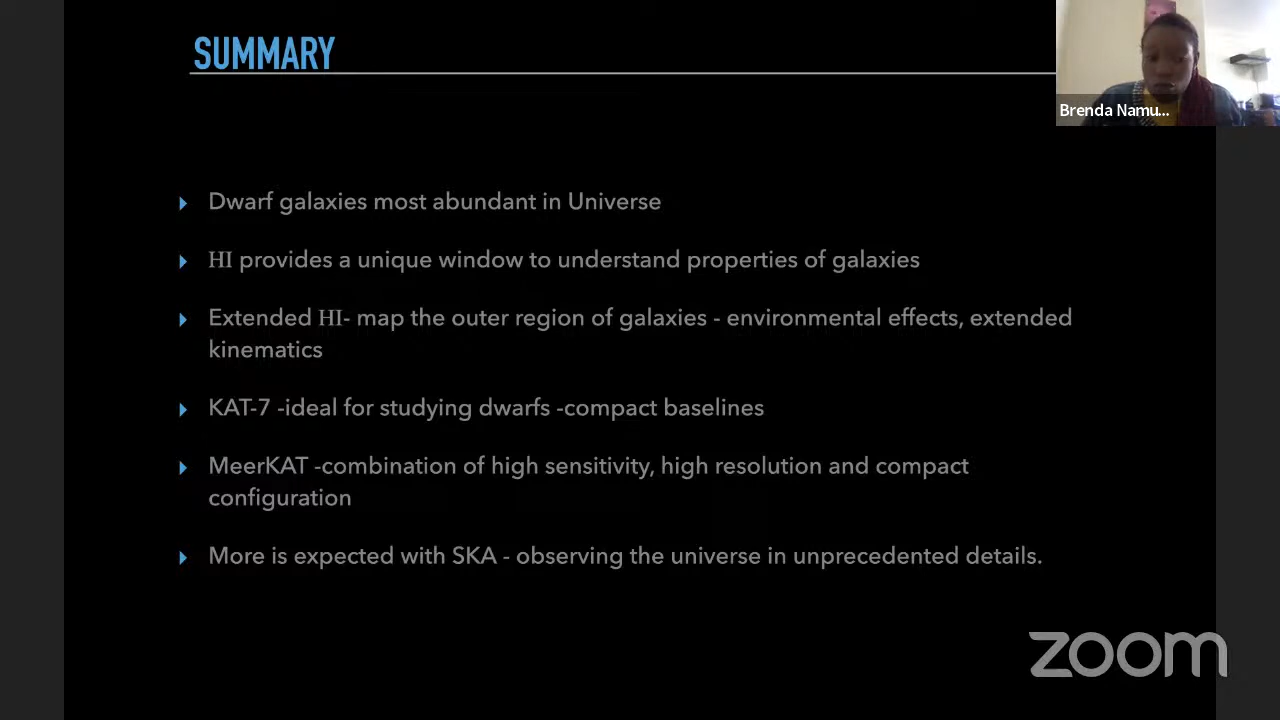 SUMMARY
Brenda Namu...
Dwarf galaxies most abundant in Universe
HI provides a unique window to understand properties of galaxies
Extended HI- map the outer region of galaxies - environmental effects, extended
kinematics
KAT-7 -ideal for studying dwarfs -compact baselines
MeerKAT -combination of high sensitivity, high resolution and compact
configuration
More is expected with SKA - observing the universe in unprecedented details.
zoom